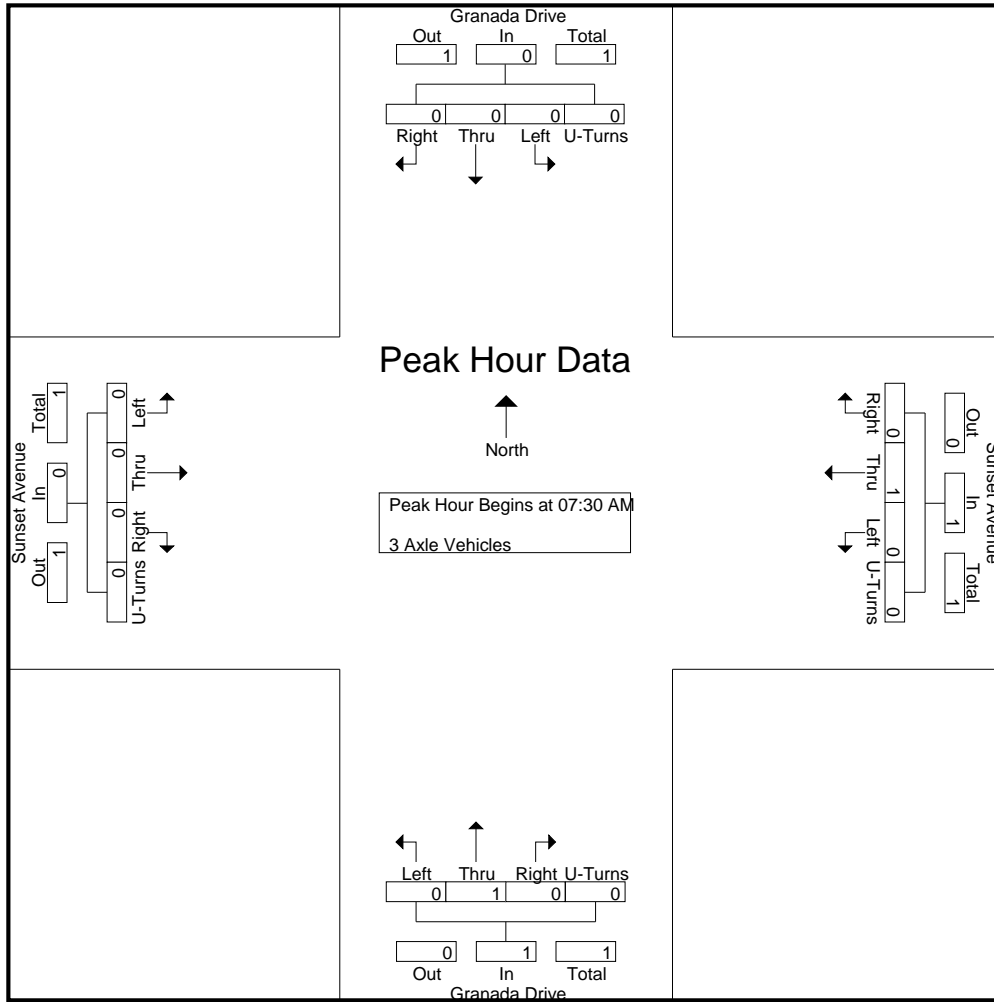 Granada Drive
Out In Total
1 0 1
0 0 0 0
Right Thru Left U-Turns
Peak Hour Data
North
Peak Hour Begins at 07:30 AM
3 Axle Vehicles
Sunset Avenue
Total In Out
1 0 1
0 0 0 0
Left Thru Right U-Turns
Right Thru Left U-Turns
0 1 0 0
0 1 1
Out In Total
Sunset Avenue
Left Thru Right U-Turns
0 1 0 0
0 1 1
Out In Total
Granada Drive